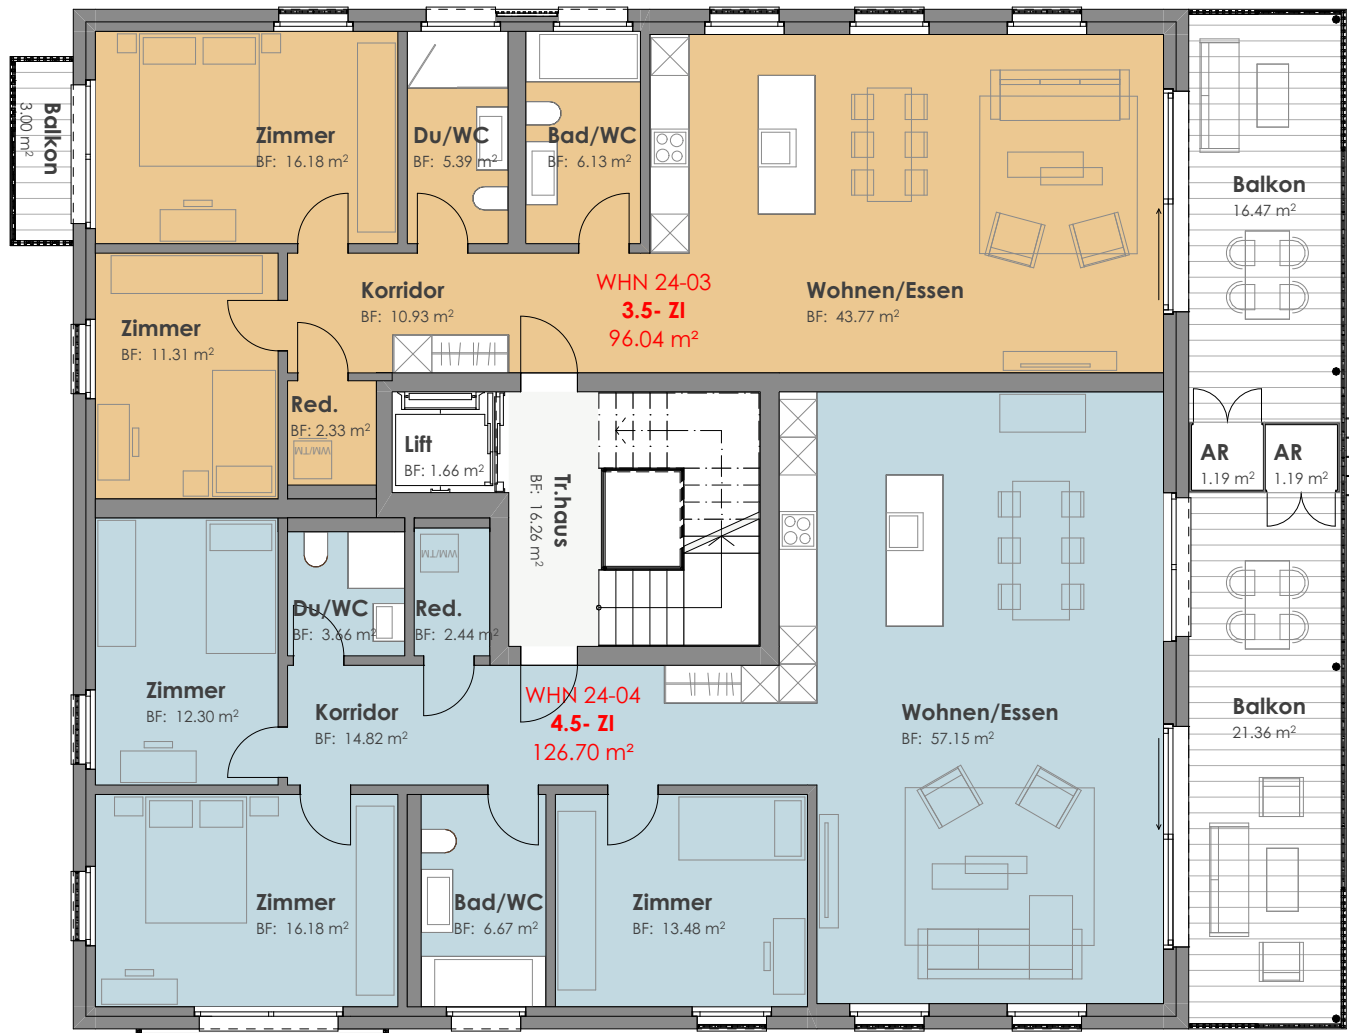 Balkon
3.00 m²
Zimmer
BF: 16.18 m²
Du/WC
BF: 5.39 m²
Bad/WC
BF: 6.13 m²
Balkon
16.47 m²
Zimmer
BF: 11.31 m²
Korridor
BF: 10.93 m²
WHN 24-03
3.5- ZI
96.04 m²
Wohnen/Essen
BF: 43.77 m²
Red.
BF: 2.33 m²
WM/TM
Lift
BF: 1.66 m²
Tr.haus
BF: 16.26 m²
AR
1.19 m²
AR
1.19 m²
WM/TM
Du/WC
BF: 3.66 m²
Red.
BF: 2.44 m²
Zimmer
BF: 12.30 m²
Korridor
BF: 14.82 m²
WHN 24-04
4.5- ZI
126.70 m²
Wohnen/Essen
BF: 57.15 m²
Balkon
21.36 m²
Zimmer
BF: 16.18 m²
Bad/WC
BF: 6.67 m²
Zimmer
BF: 13.48 m²